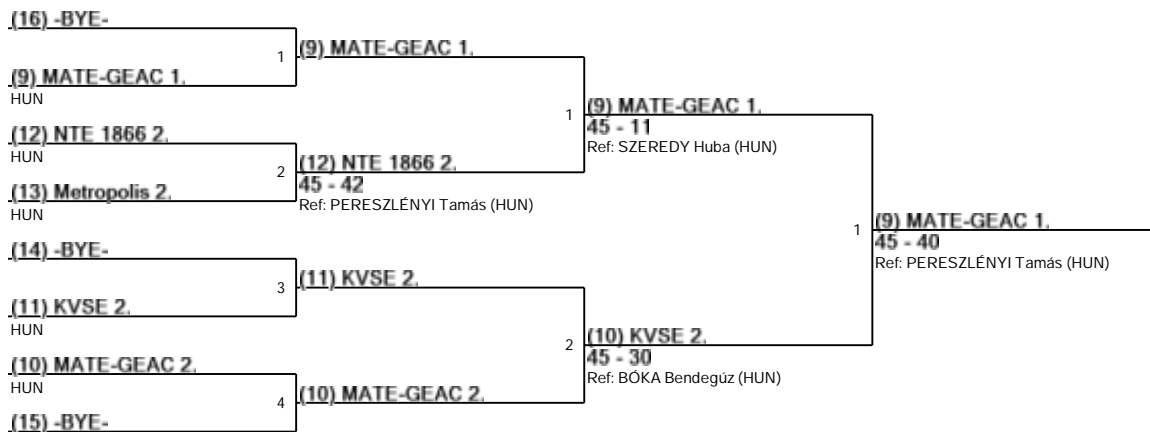 (16) -BYE-
1
(9) MATE-GEAC 1.
(9) MATE-GEAC 1.
HUN
1
(9) MATE-GEAC 1.
45 - 11
Ref: SZEREDY Huba (HUN)
(12) NTE 1866 2.
HUN
2
(12) NTE 1866 2.
45 - 42
Ref: PERESZLÉNYI Tamás (HUN)
(13) Metropolis 2.
HUN
1
(9) MATE-GEAC 1.
45 - 40
Ref: PERESZLÉNYI Tamás (HUN)
(14) -BYE-
3
(11) KVSE 2.
(11) KVSE 2.
HUN
2
(10) KVSE 2.
45 - 30
Ref: BÓKA Bendegúz (HUN)
(10) MATE-GEAC 2.
HUN
4
(10) MATE-GEAC 2.
(15) -BYE-